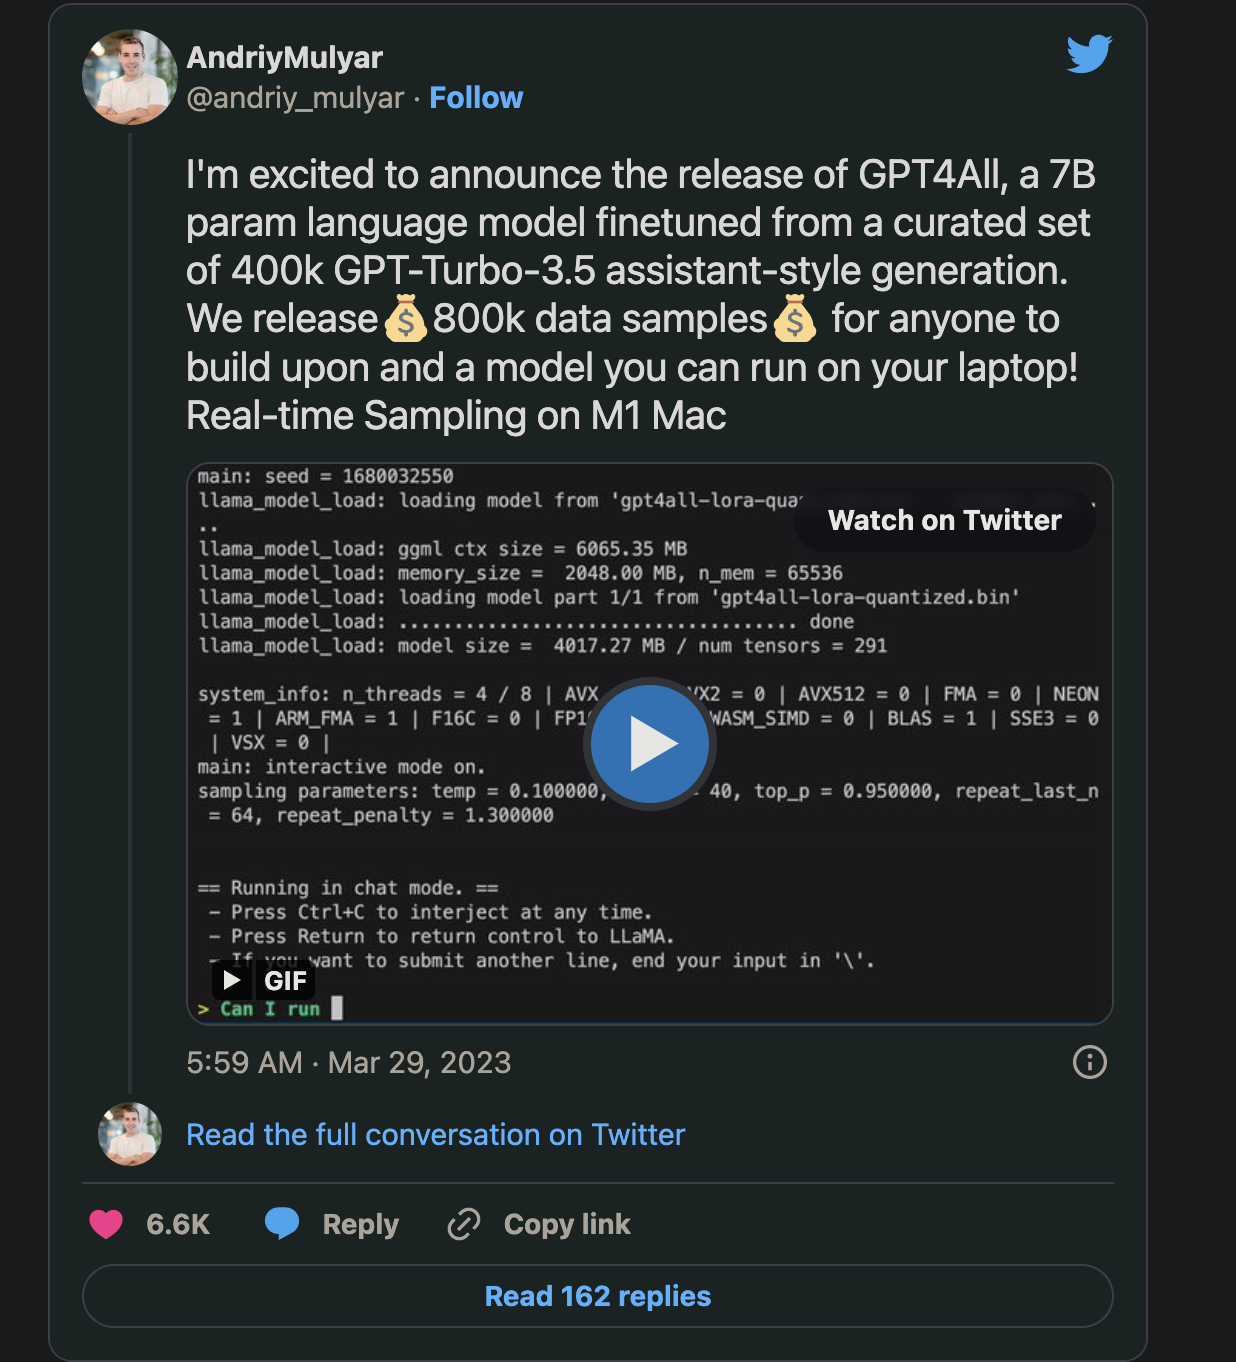 AndriyMulyar
@andriy_mulyar · Follow
I'm excited to announce the release of GPT4All, a 7B
param language model finetuned from a curated set
of 400k GPT-Turbo-3.5 assistant-style generation.
We release💰800k data samples💰 for anyone to
build upon and a model you can run on your laptop!
Real-time Sampling on M1 Mac
main: seed = 1680032550
llama_model_load: loading model from 'gpt4all-lora-qua
Watch on Twitter
..
llama_model_load: ggml ctx size = 6065.35 MB
llama_model_load: memory_size =  2048.00 MB, n_mem = 65536
llama_model_load: loading model part 1/1 from 'gpt4all-lora-quantized.bin'
llama_model_load: .................................... done
llama_model_load: model size =  4017.27 MB / num tensors = 291
system_info: n_threads = 4 / 8 | AVX VX2 = 0 | AVX512 = 0 | FMA = 0 | NEON
= 1 | ARM_FMA = 1 | F16C = 0 | FP1 WASM_SIMD = 0 | BLAS = 1 | SSE3 = 0
| VSX = 0 |
main: interactive mode on.
sampling parameters: temp = 0.100000, = 40, top_p = 0.950000, repeat_last_n
= 64, repeat_penalty = 1.300000
== Running in chat mode. ==
- Press Ctrl+C to interject at any time.
- Press Return to return control to LLaMA.
- If you want to submit another line, end your input in '\'.
GIF
> Can I run
5:59 AM · Mar 29, 2023
Read the full conversation on Twitter
6.6K Reply Copy link
Read 162 replies